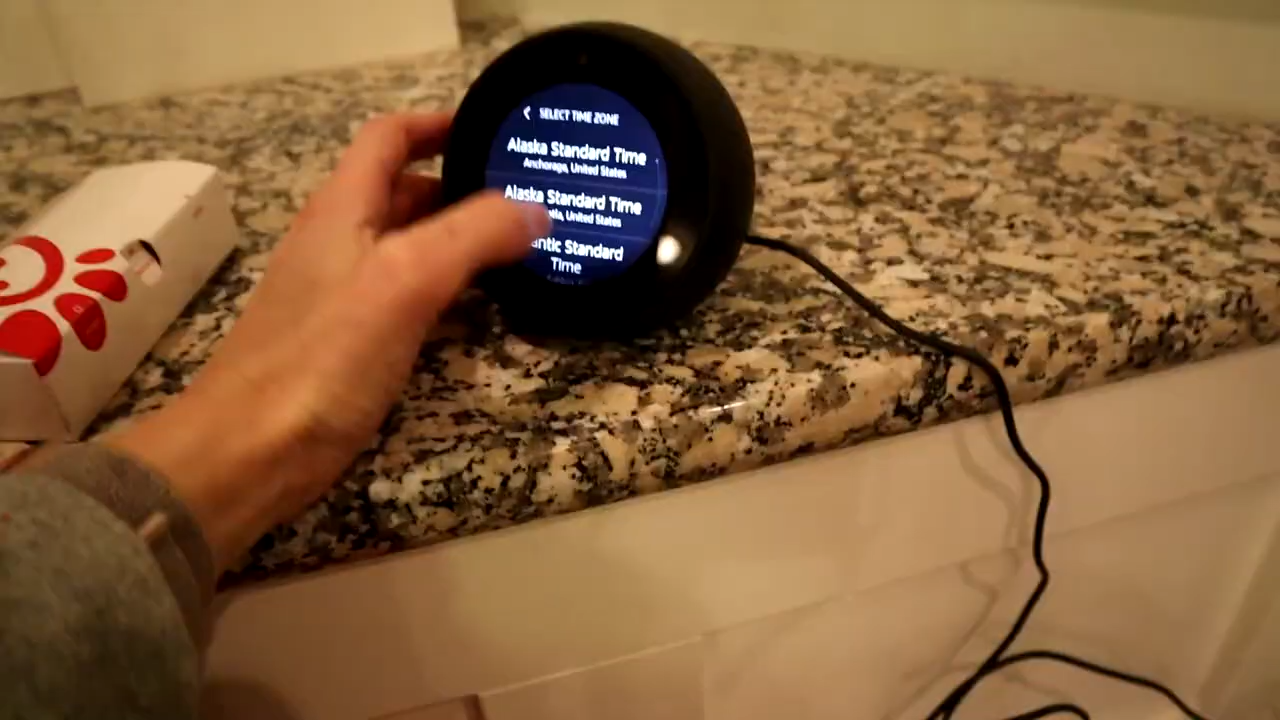 SELECT TIME ZONE
Alaska Standard Time
Anchorage, United States
Alaska Standard Time
United States
Standard
Time